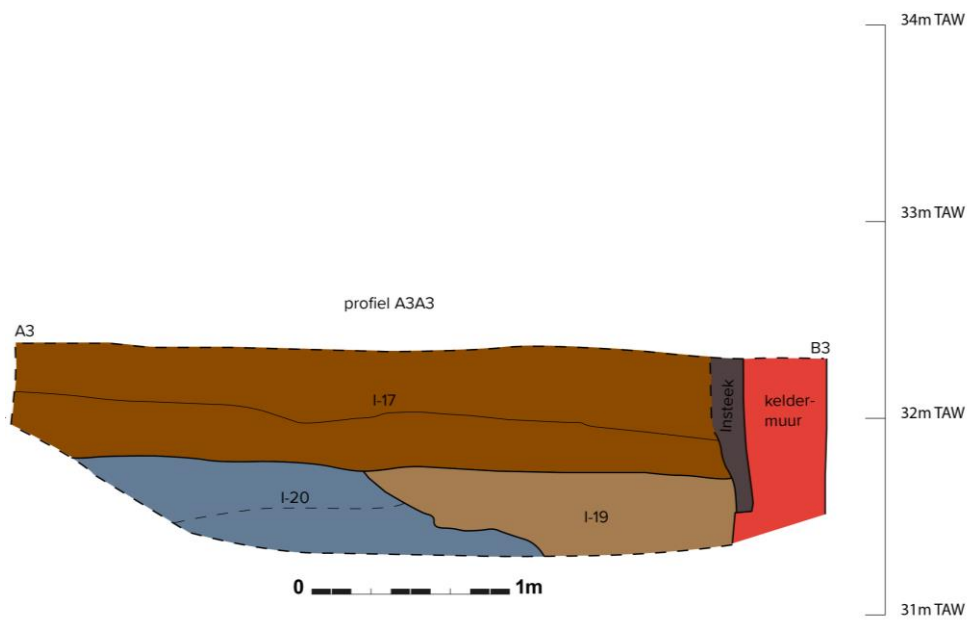 34m TAW
33m TAW
profiel A3A3
A3
B3
I-17
Insteek
kelder-
muur
32m TAW
I-20
I-19
0
1m
31m TAW